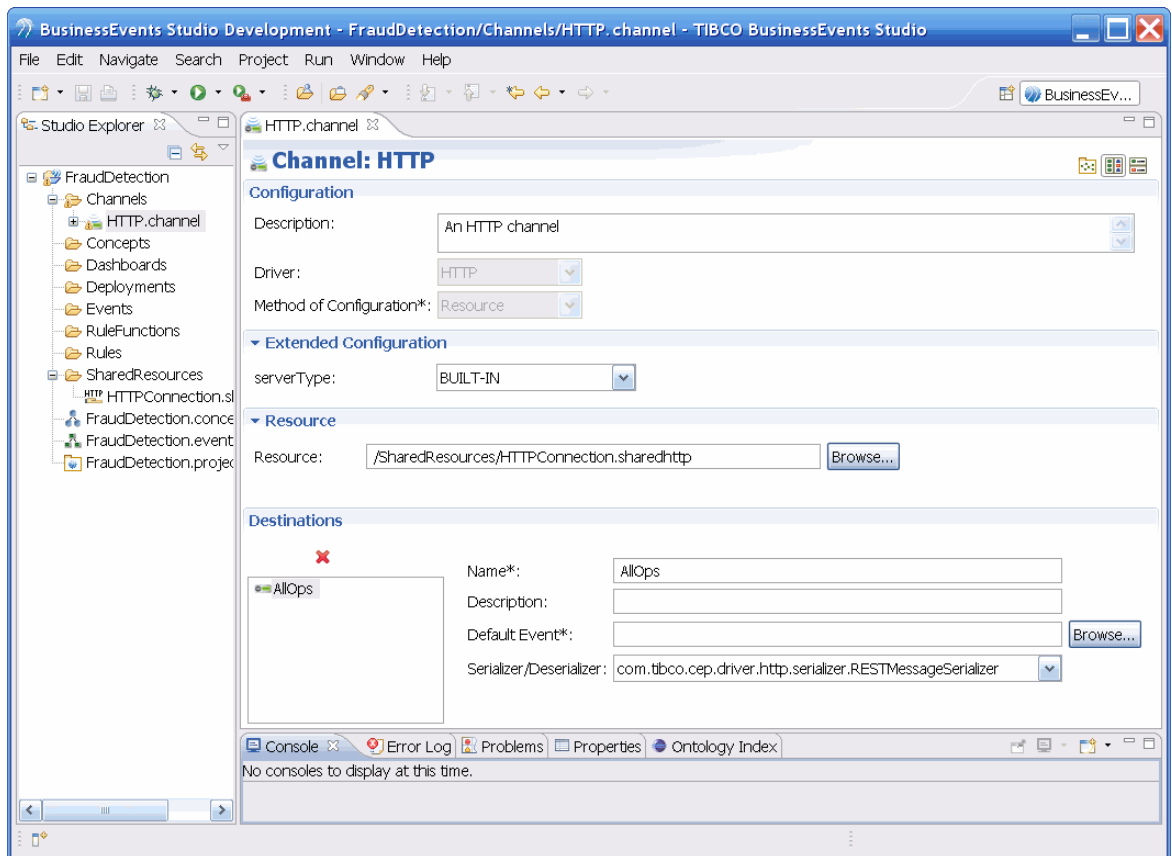 BusinessEvents Studio Development - FraudDetection/Channels/HTTP.channel - TIBCO BusinessEvents Studio
File Edit Navigate Search Project Run Window Help
BusinessEv...
Studio Explorer
FraudDetection
Channels
HTTP.channel
Concepts
Dashboards
Deployments
Events
RuleFunctions
Rules
SharedResources
HTTP HTTPConnection.sl
FraudDetection.conce
FraudDetection.event
FraudDetection.projec
HTTP.channel
Channel: HTTP
Configuration
Description: An HTTP channel
Driver: HTTP
Method of Configuration*: Resource
Extended Configuration
serverType: BUILT-IN
Resource
Resource: /SharedResources/HTTPConnection.sharedhttp Browse...
Destinations
AllOps
Name*: AllOps
Description:
Default Event*: Browse...
Serializer/Deserializer: com.tibco.cep.driver.http.serializer.RESTMessageSerializer
Console Error Log Problems Properties Ontology Index
No consoles to display at this time.